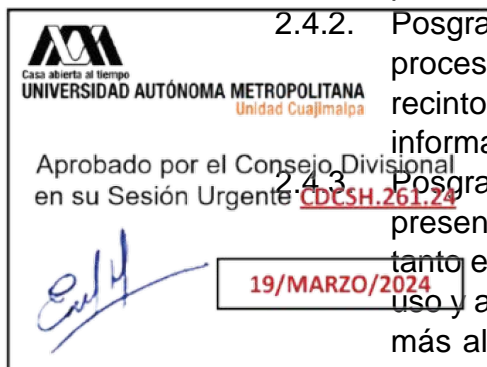 Casa abierta al tiempo
UNIVERSIDAD AUTÓNOMA METROPOLITANA
Unidad Cuajimalpa
Aprobado por el Consejo Divisional
en su Sesión Urgente CDCSH.261.24
19/MARZO/2024
2.4.2. Posgra
proces
recinto
informa
2.4.3. Posgra
presen
tanto e
uso y a
más al